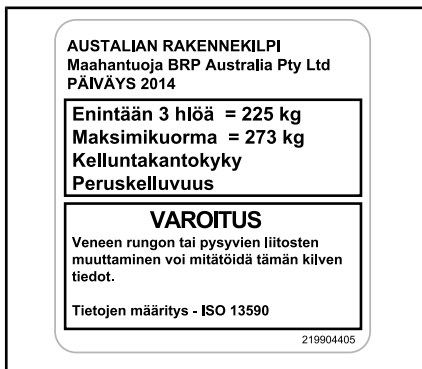 AUSTALIAN RAKENNEKILPI
Maahantuoja BRP Australia Pty Ltd
PÄIVÄYS 2014
Enintään 3 hlöä = 225 kg
Maksimikuorma = 273 kg
Kelluntakantokyky
Peruskelluvuus
VAROITUS
Veneen rungon tai pysyvien liitosten
muuttaminen voi mitätöidä tämän kilven
tiedot.
Tietojen määritys - ISO 13590
219904405